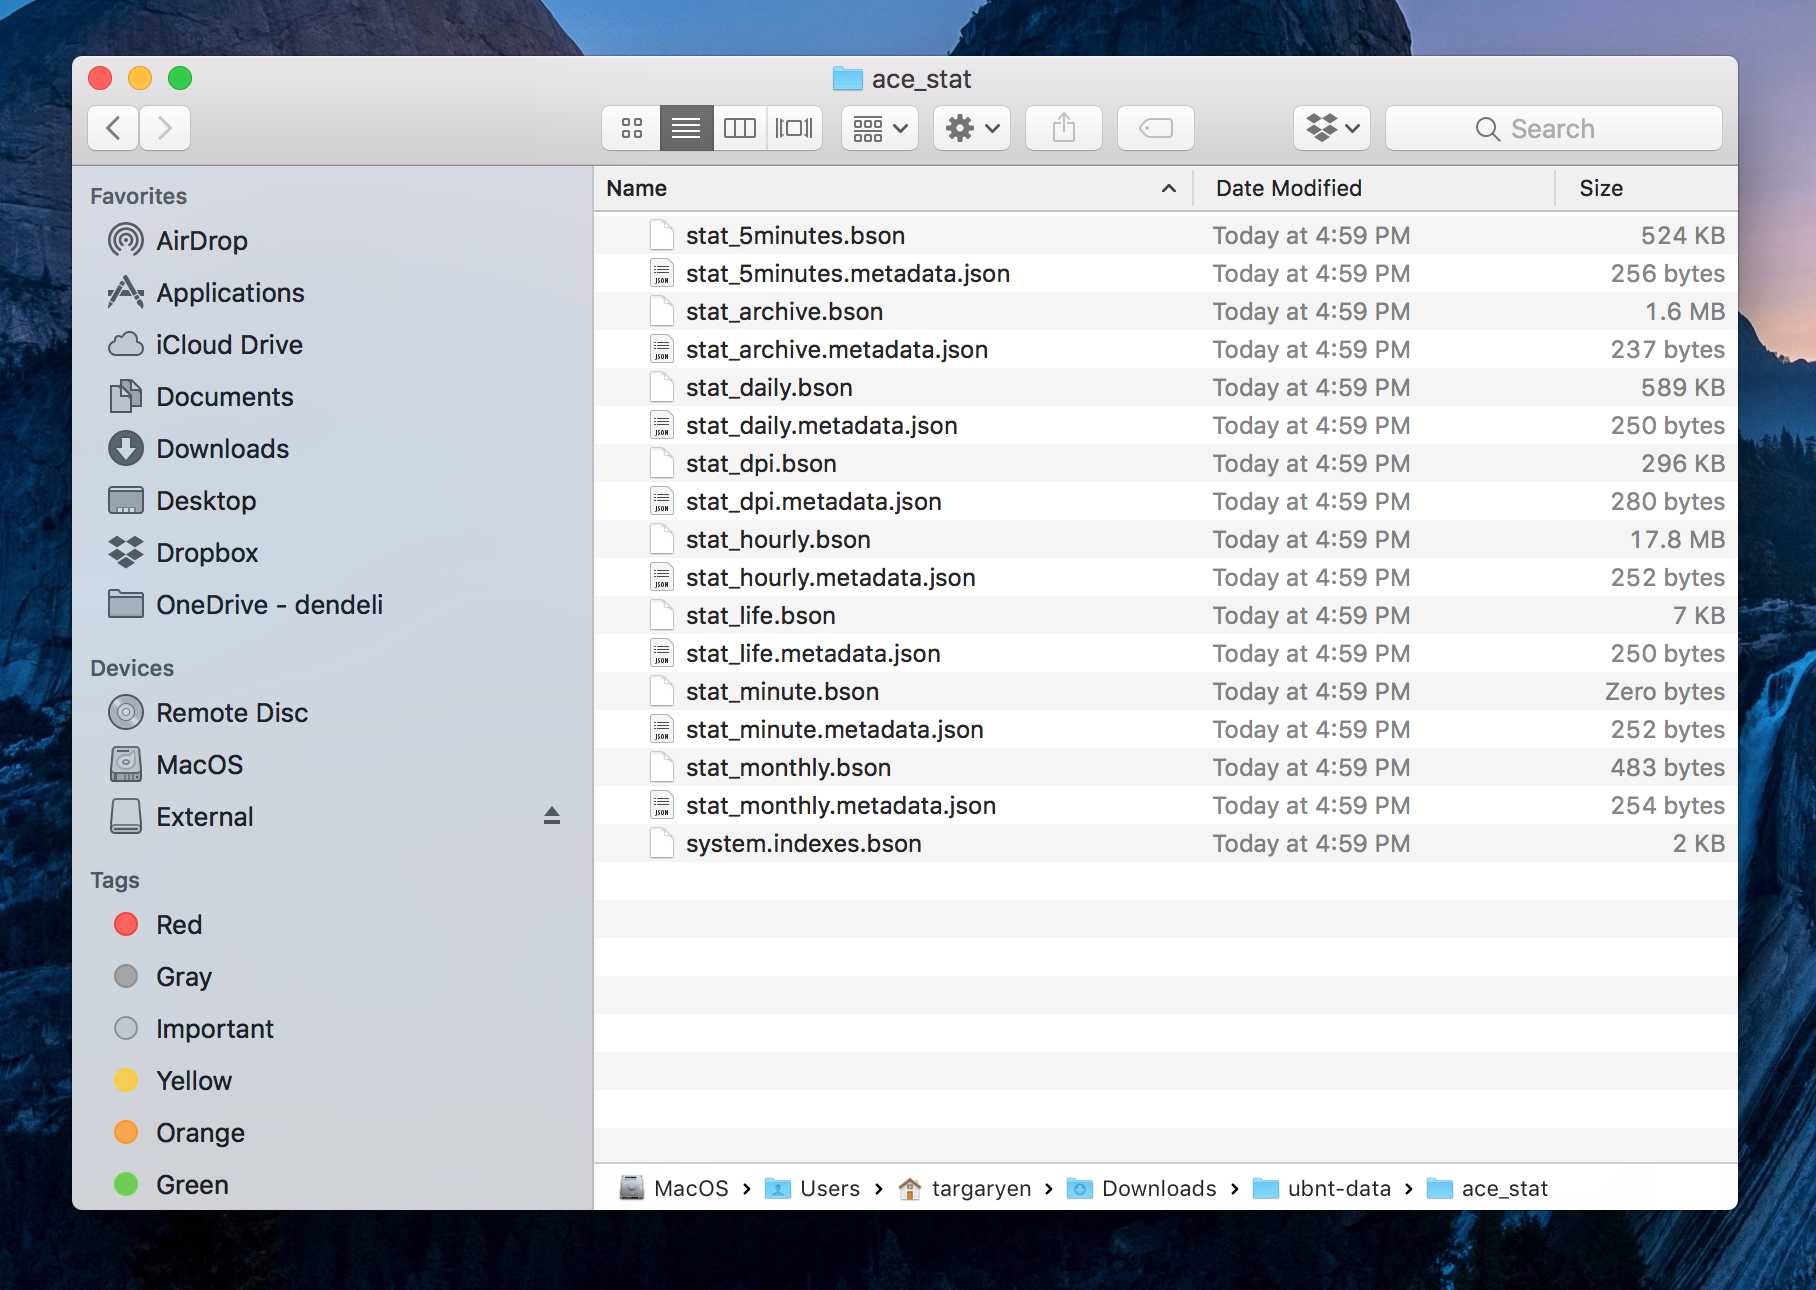 ace_stat
Search
Favorites
AirDrop
Applications
iCloud Drive
Documents
Downloads
Desktop
Dropbox
OneDrive - dendeli
Devices
Remote Disc
MacOS
External
Tags
Red
Gray
Important
Yellow
Orange
Green
Name Date Modified Size
stat_5minutes.bson Today at 4:59 PM 524 KB
JSON stat_5minutes.metadata.json Today at 4:59 PM 256 bytes
stat_archive.bson Today at 4:59 PM 1.6 MB
JSON stat_archive.metadata.json Today at 4:59 PM 237 bytes
stat_daily.bson Today at 4:59 PM 589 KB
JSON stat_daily.metadata.json Today at 4:59 PM 250 bytes
stat_dpi.bson Today at 4:59 PM 296 KB
JSON stat_dpi.metadata.json Today at 4:59 PM 280 bytes
stat_hourly.bson Today at 4:59 PM 17.8 MB
JSON stat_hourly.metadata.json Today at 4:59 PM 252 bytes
stat_life.bson Today at 4:59 PM 7 KB
JSON stat_life.metadata.json Today at 4:59 PM 250 bytes
stat_minute.bson Today at 4:59 PM Zero bytes
JSON stat_minute.metadata.json Today at 4:59 PM 252 bytes
stat_monthly.bson Today at 4:59 PM 483 bytes
JSON stat_monthly.metadata.json Today at 4:59 PM 254 bytes
system.indexes.bson Today at 4:59 PM 2 KB
MacOS › Users › targaryen › Downloads › ubnt-data › ace_stat